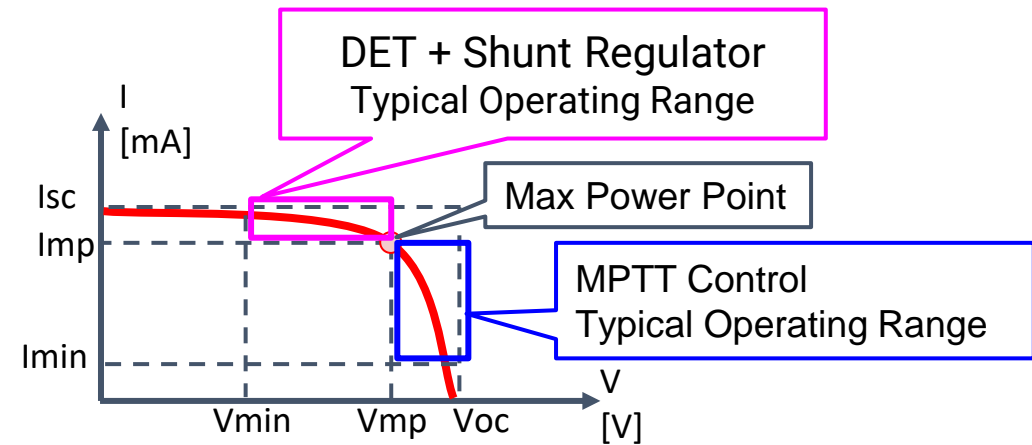 DET + Shunt Regulator
Typical Operating Range
I
[mA]
Isc
Max Power Point
Imp
MPTT Control
Typical Operating Range
Imin
V
[V]
Vmin
Vmp
Voc